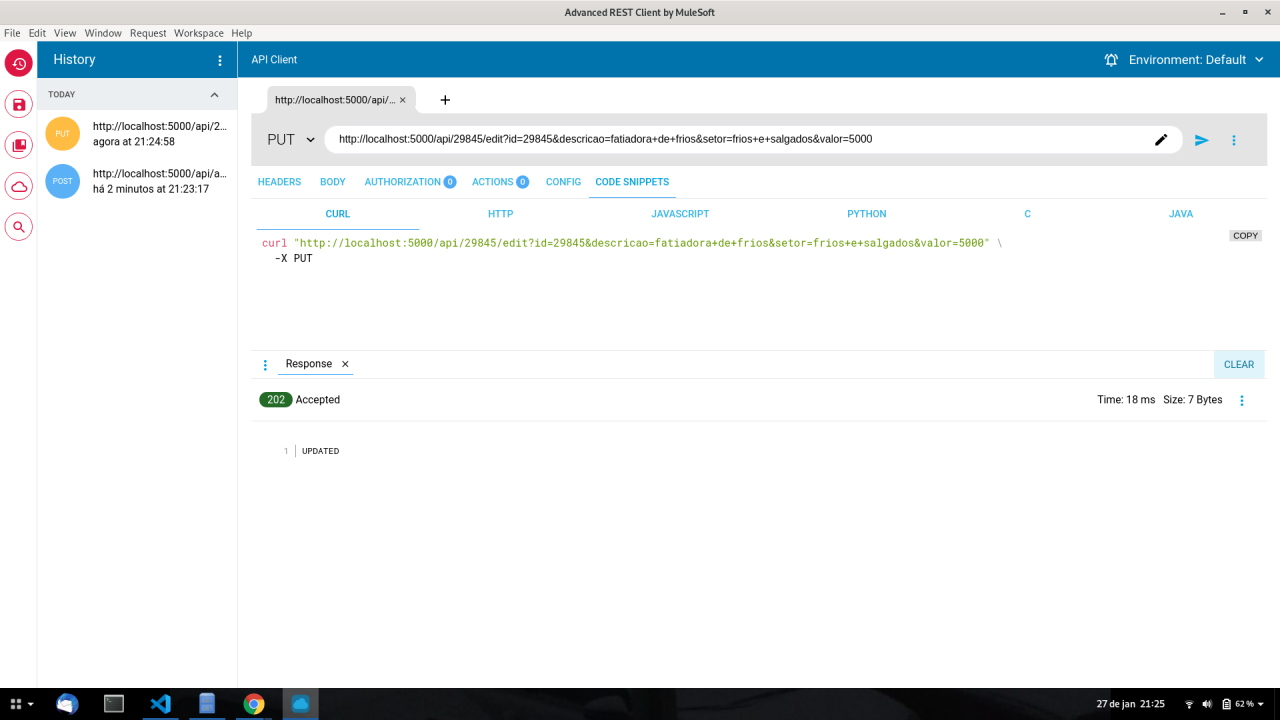 Advanced REST Client by MuleSoft
File Edit View Window Request Workspace Help
History
API Client
Environment: Default
TODAY
PUT
http://localhost:5000/api/2...
agora at 21:24:58
POST
http://localhost:5000/api/a...
há 2 minutos at 21:23:17
http://localhost:5000/api/...
PUT
http://localhost:5000/api/29845/edit?id=29845&descricao=fatiadora+de+frios&setor=frios+e+salgados&valor=5000
HEADERS BODY AUTHORIZATION 0 ACTIONS 0 CONFIG CODE SNIPPETS
CURL HTTP JAVASCRIPT PYTHON C JAVA
curl "http://localhost:5000/api/29845/edit?id=29845&descricao=fatiadora+de+frios&setor=frios+e+salgados&valor=5000" \
-X PUT
COPY
Response
CLEAR
202 Accepted
Time: 18 ms Size: 7 Bytes
1 UPDATED
27 de jan 21:25
62 %